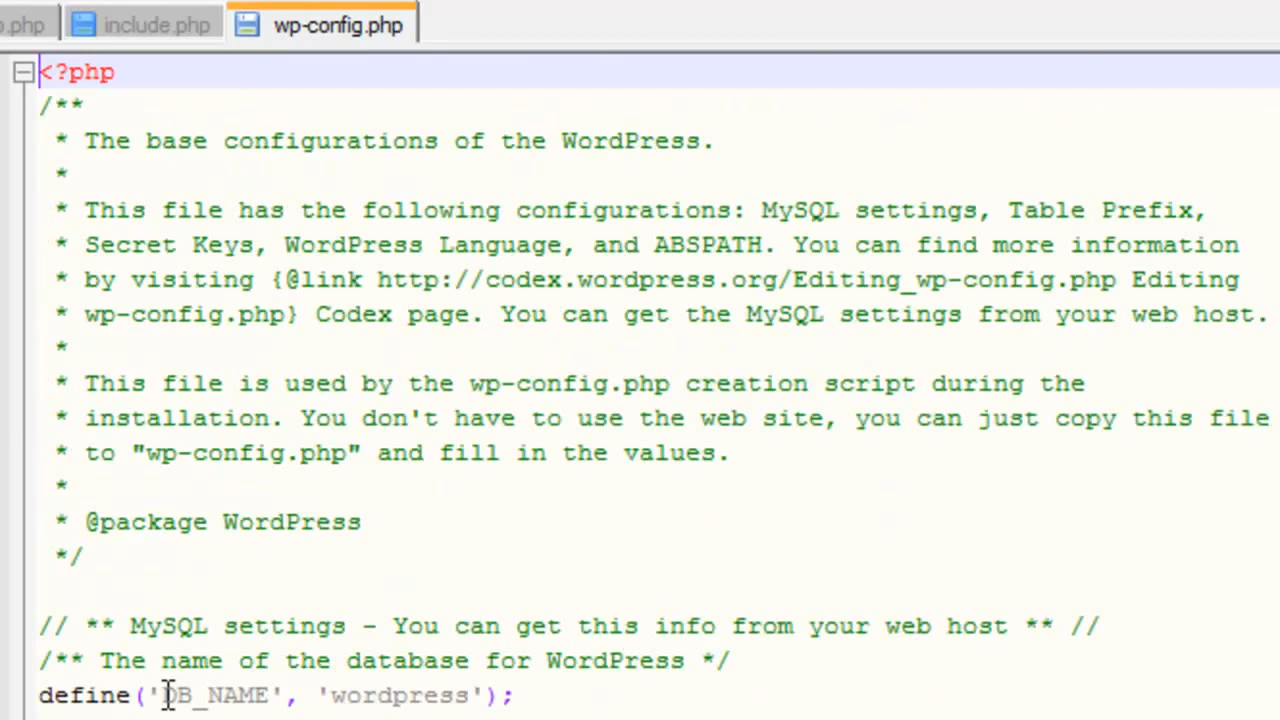 p.php include.php wp-config.php
<?php
/**
* The base configurations of the WordPress.
*
* This file has the following configurations: MySQL settings, Table Prefix,
* Secret Keys, WordPress Language, and ABSPATH. You can find more information
* by visiting {@link http://codex.wordpress.org/Editing_wp-config.php Editing
* wp-config.php} Codex page. You can get the MySQL settings from your web host.
*
* This file is used by the wp-config.php creation script during the
* installation. You don't have to use the web site, you can just copy this file
* to "wp-config.php" and fill in the values.
*
* @package WordPress
*/
// ** MySQL settings - You can get this info from your web host ** //
/** The name of the database for WordPress */
define('DB_NAME', 'wordpress');